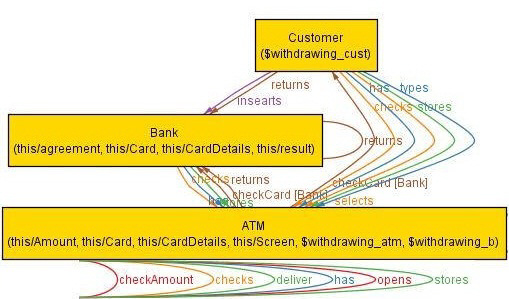 Customer
($withdrawing_cust)
returns
has types
insearts
checks stores
Bank
(this/agreement, this/Card, this/CardDetails, this/result)
returns
checks returns
checkCard [Bank]
checkCard [Bank]
selects
ATM
(this/Amount, this/Card, this/CardDetails, this/Screen, $withdrawing_atm, $withdrawing_b)
checkAmount checks deliver has opens stores